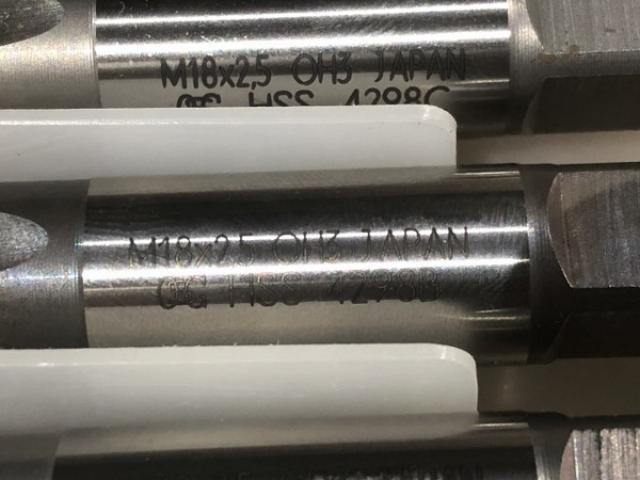 M18x2,5 OH3 JAPAN
HSS 4298C
M18x2,5 OH3 JAPAN
HSS 4298B